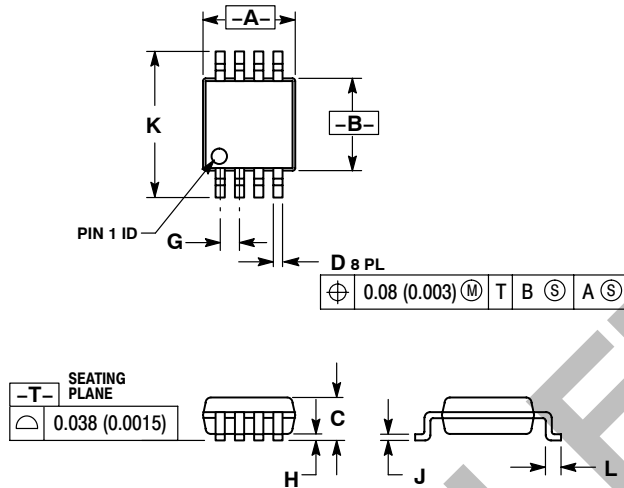 –A–
K
–B–
PIN 1 ID
G
D 8 PL
⌖ 0.08 (0.003) Ⓜ T B Ⓢ A Ⓢ
–T– SEATING
PLANE
⌓ 0.038 (0.0015)
C
H
J
L